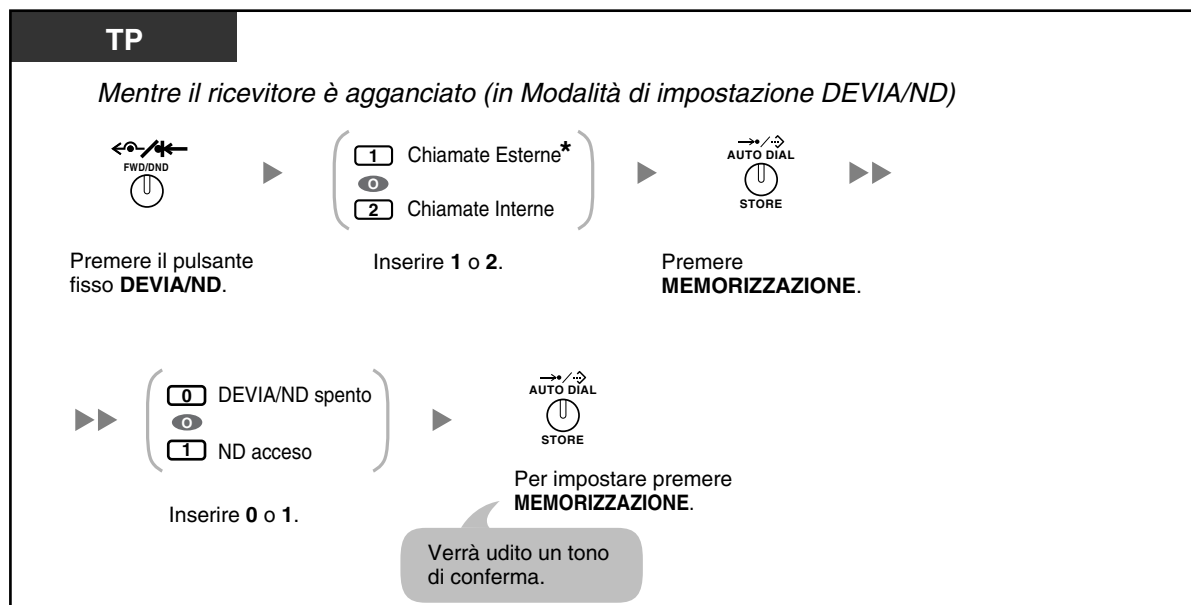 TP
Mentre il ricevitore è agganciato (in Modalità di impostazione DEVIA/ND)
FWD/DND
1 Chiamate Esterne*
O
2 Chiamate Interne
AUTO DIAL
STORE
Premere il pulsante
fisso DEVIA/ND.
Inserire 1 o 2.
Premere
MEMORIZZAZIONE.
0 DEVIA/ND spento
O
1 ND acceso
AUTO DIAL
STORE
Inserire 0 o 1.
Per impostare premere
MEMORIZZAZIONE.
Verrà udito un tono
di conferma.